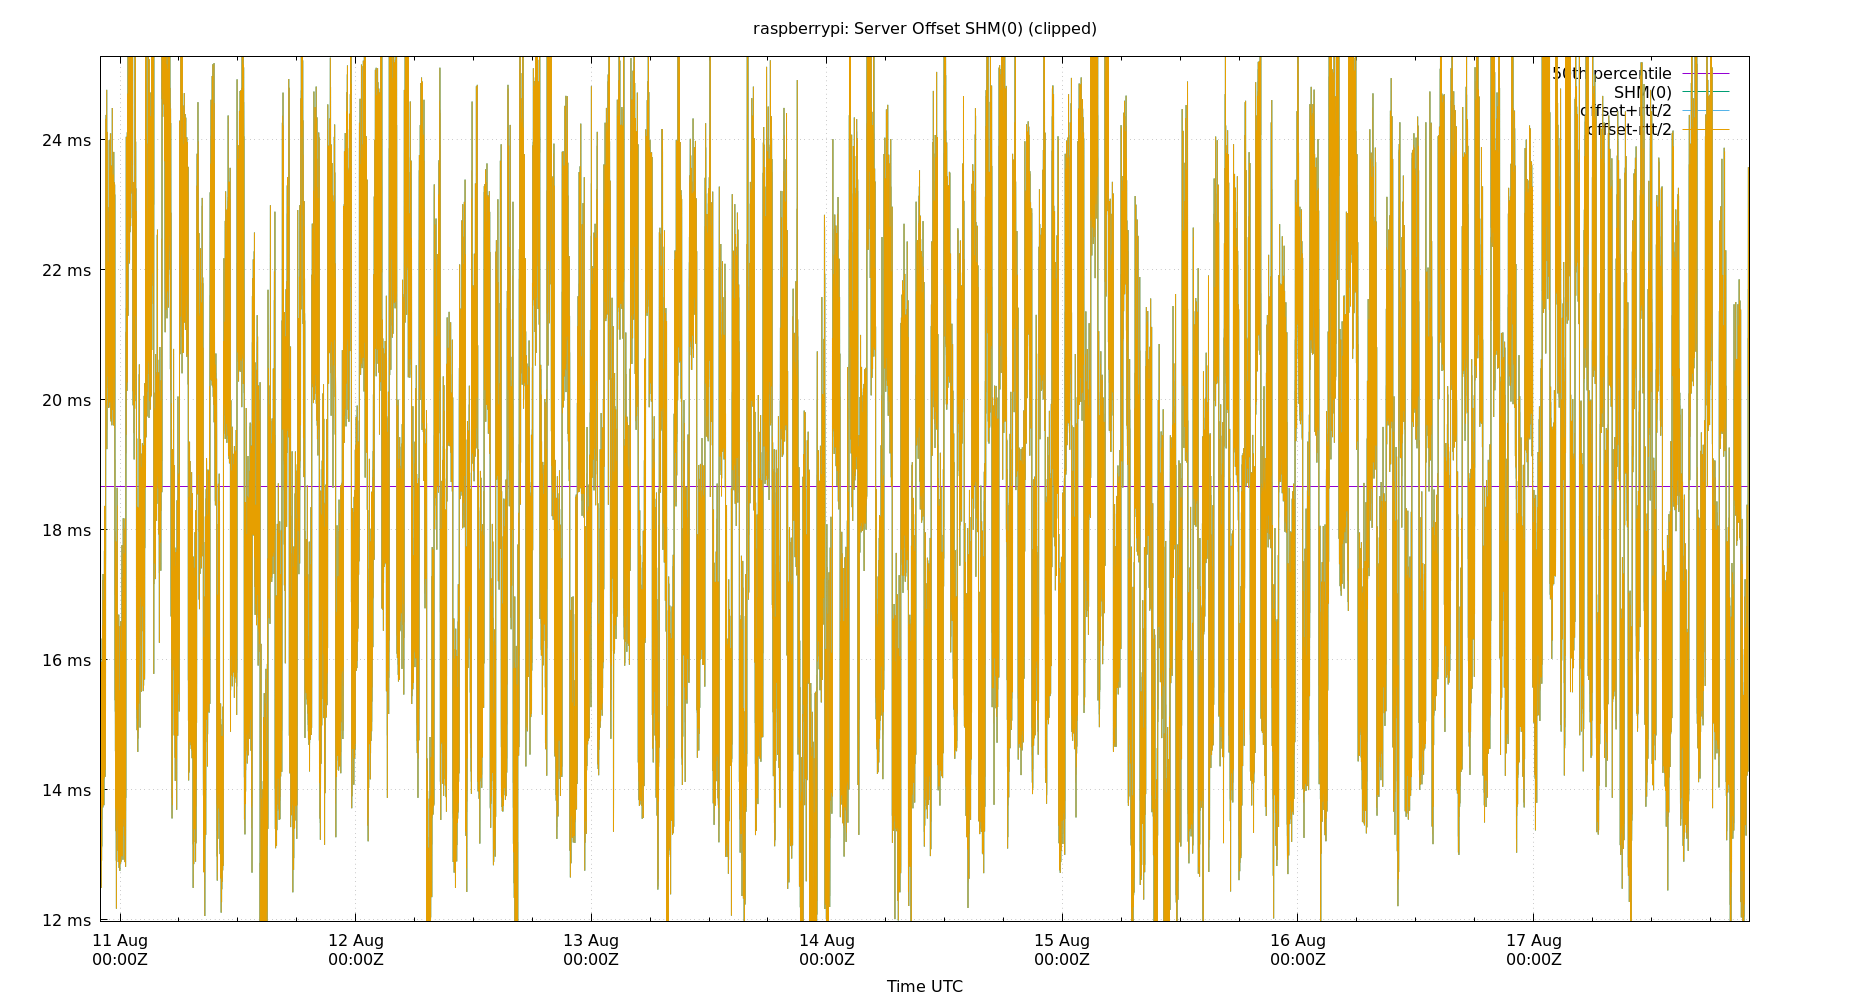 raspberrypi: Server Offset SHM(0) (clipped)
50th percentile
SHM(0)
offset+rtt/2
offset-rtt/2
24 ms
22 ms
20 ms
18 ms
16 ms
14 ms
12 ms
11 Aug 12 Aug 13 Aug 14 Aug 15 Aug 16 Aug 17 Aug
00:00Z 00:00Z 00:00Z 00:00Z 00:00Z 00:00Z 00:00Z
Time UTC